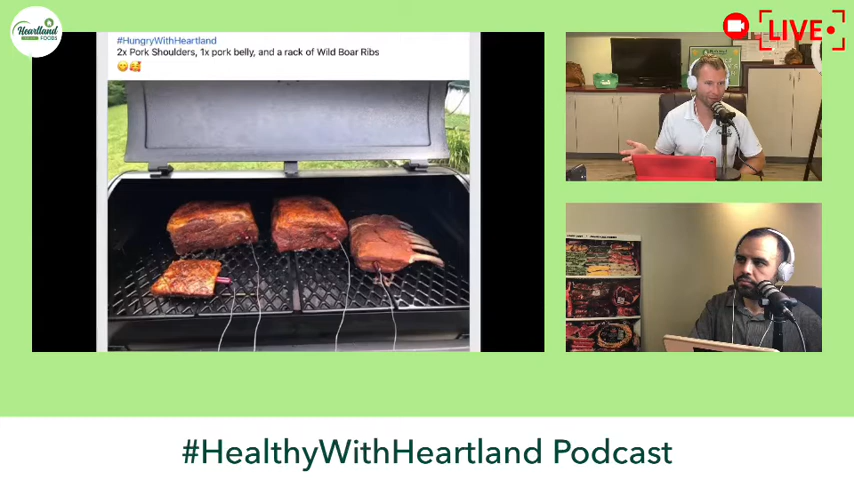 Heartland
FOODS
#HungryWithHeartland
2x Pork Shoulders, 1x pork belly, and a rack of Wild Boar Ribs
😋🥰
LIVE
#HealthyWithHeartland Podcast